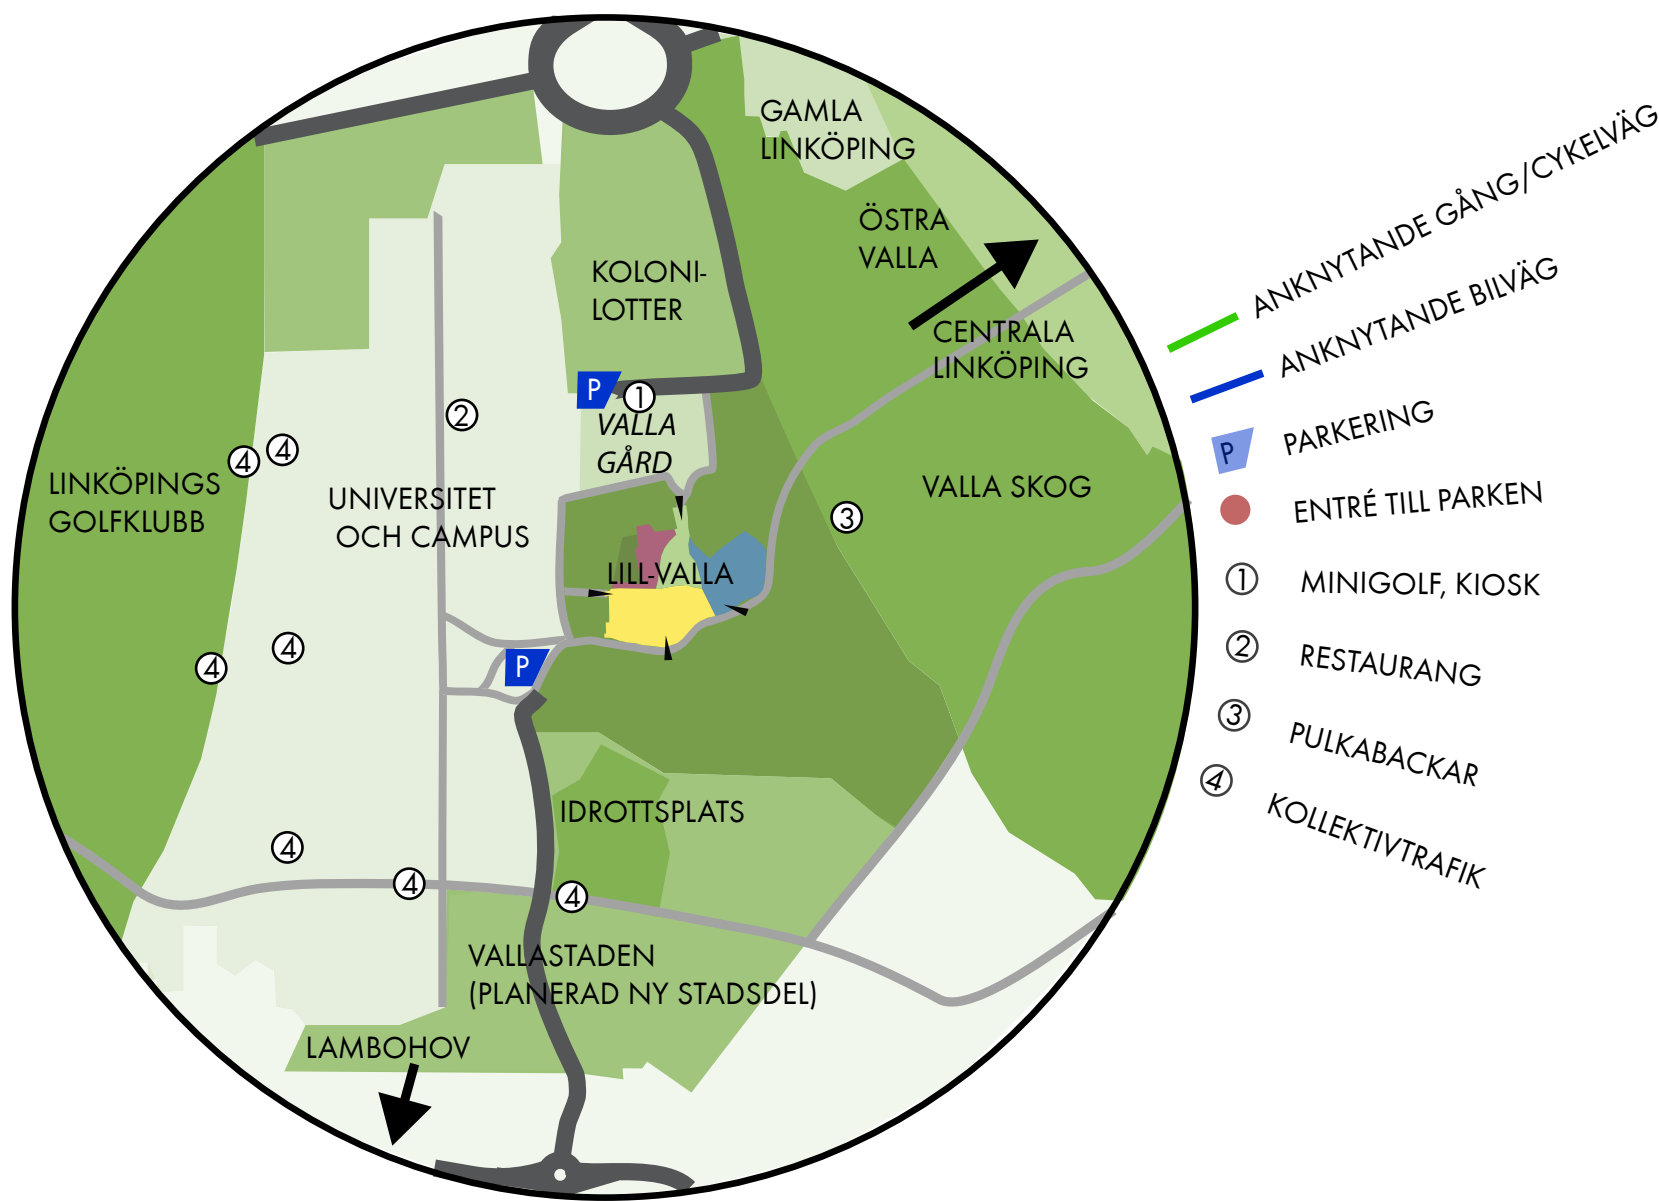 GAMLA
LINKÖPING
ÖSTRA
VALLA
KOLONI-
LOTTER
CENTRALA
LINKÖPING
P
1
VALLA
GÅRD
2
4
4
LINKÖPINGS
GOLFKLUBB
UNIVERSITET
OCH CAMPUS
VALLA SKOG
3
LILL-VALLA
4
4
P
IDROTTSPLATS
4
4
4
VALLASTADEN
(PLANERAD NY STADSDEL)
LAMBOHOV
ANKNYTANDE GÅNG/CYKELVÄG
ANKNYTANDE BILVÄG
P PARKERING
ENTRÉ TILL PARKEN
1 MINIGOLF, KIOSK
2 RESTAURANG
3 PULKABACKAR
4 KOLLEKTIVTRAFIK